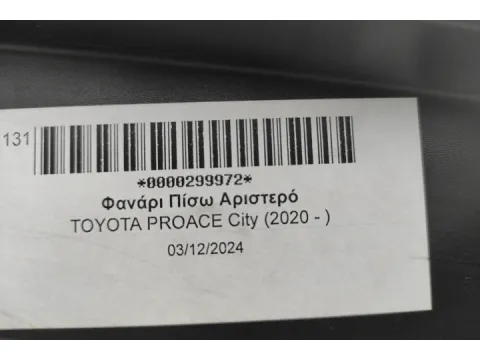 131
*0000299972*
Φανάρι Πίσω Αριστερό
TOYOTA PROACE City (2020 - )
03/12/2024